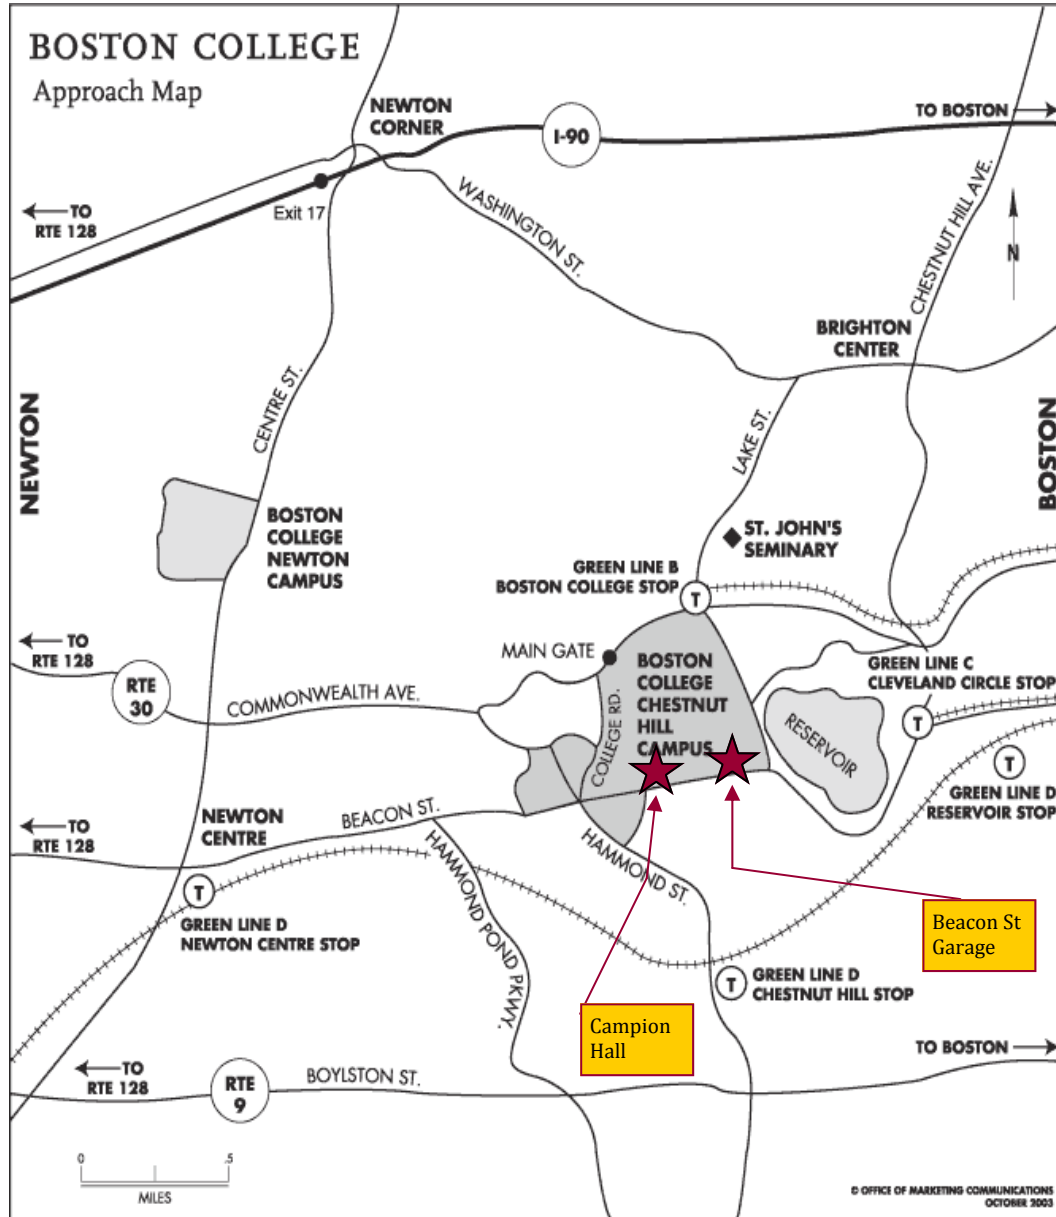 BOSTON COLLEGE
Approach Map
NEWTON
CORNER
I-90
TO BOSTON
TO
RTE 128
Exit 17
WASHINGTON ST.
CHESTNUT HILL AVE.
N
BRIGHTON
CENTER
NEWTON
CENTRE ST.
LAKE ST.
BOSTON
BOSTON
COLLEGE
NEWTON
CAMPUS
ST. JOHN'S
SEMINARY
GREEN LINE B
BOSTON COLLEGE STOP
T
TO
RTE 128
RTE
30
COMMONWEALTH AVE.
MAIN GATE
BOSTON
COLLEGE
CHESTNUT
HILL
CAMPUS
COLLEGE RD.
GREEN LINE C
CLEVELAND CIRCLE STOP
T
RESERVOIR
T
GREEN LINE D
RESERVOIR STOP
TO
RTE 128
NEWTON
CENTRE
BEACON ST.
HAMMOND ST.
HAMMOND POND PKWY.
T
GREEN LINE D
NEWTON CENTRE STOP
Beacon St
Garage
T
GREEN LINE D
CHESTNUT HILL STOP
Campion
Hall
TO
RTE 128
RTE
9
BOYLSTON ST.
TO BOSTON
0 .5
MILES
© OFFICE OF MARKETING COMMUNICATIONS
OCTOBER 2003